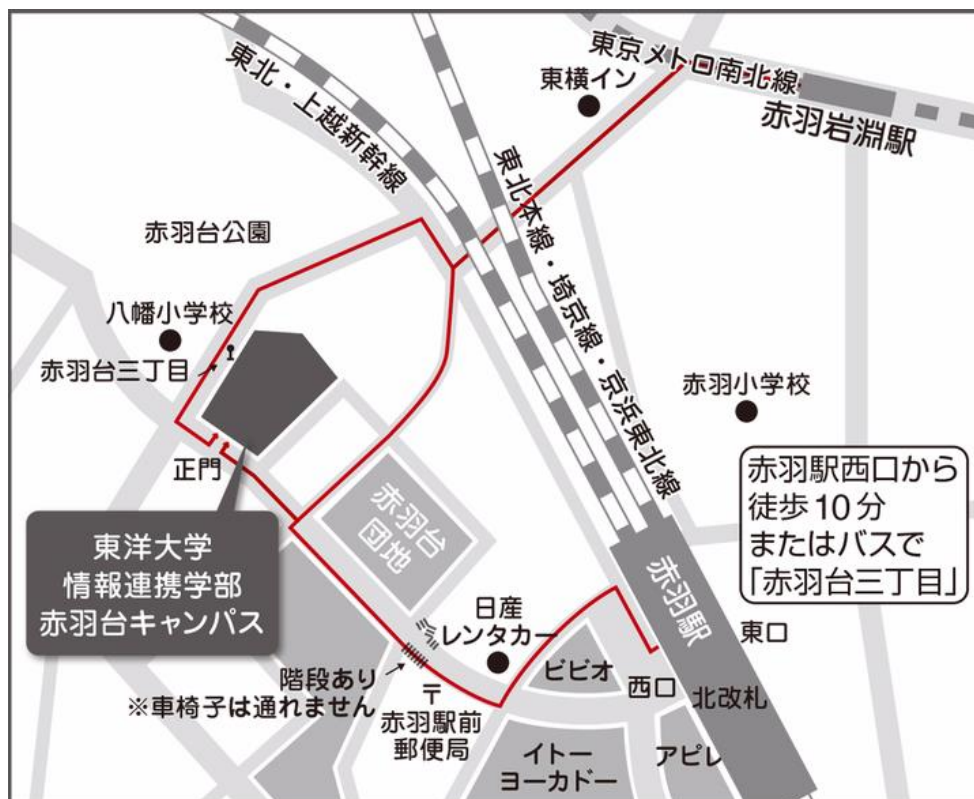 東京メトロ南北線
東横イン
赤羽岩淵駅
東北・上越新幹線
東北本線・埼京線・京浜東北線
赤羽台公園
八幡小学校
赤羽台三丁目
赤羽小学校
正門
赤羽台
団地
赤羽駅西口から
徒歩10分
またはバスで
「赤羽台三丁目」
東洋大学
情報連携学部
赤羽台キャンパス
赤羽駅
日産
レンタカー
東口
階段あり
※車椅子は通れません
ビビオ
西口
北改札
〒
赤羽駅前
郵便局
イトー
ヨーカドー
アピレ